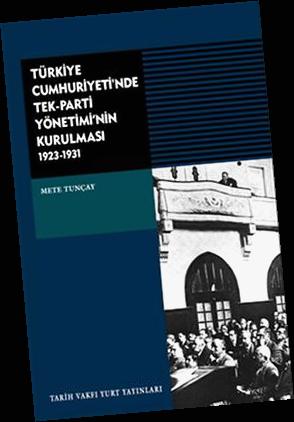 TÜRKİYE
CUMHURİYETİ'NDE
TEK-PARTİ
YÖNETİMİ'NİN
KURULMASI
1923-1931
METE TUNÇAY
TARİH VAKFI YURT YAYINLARI